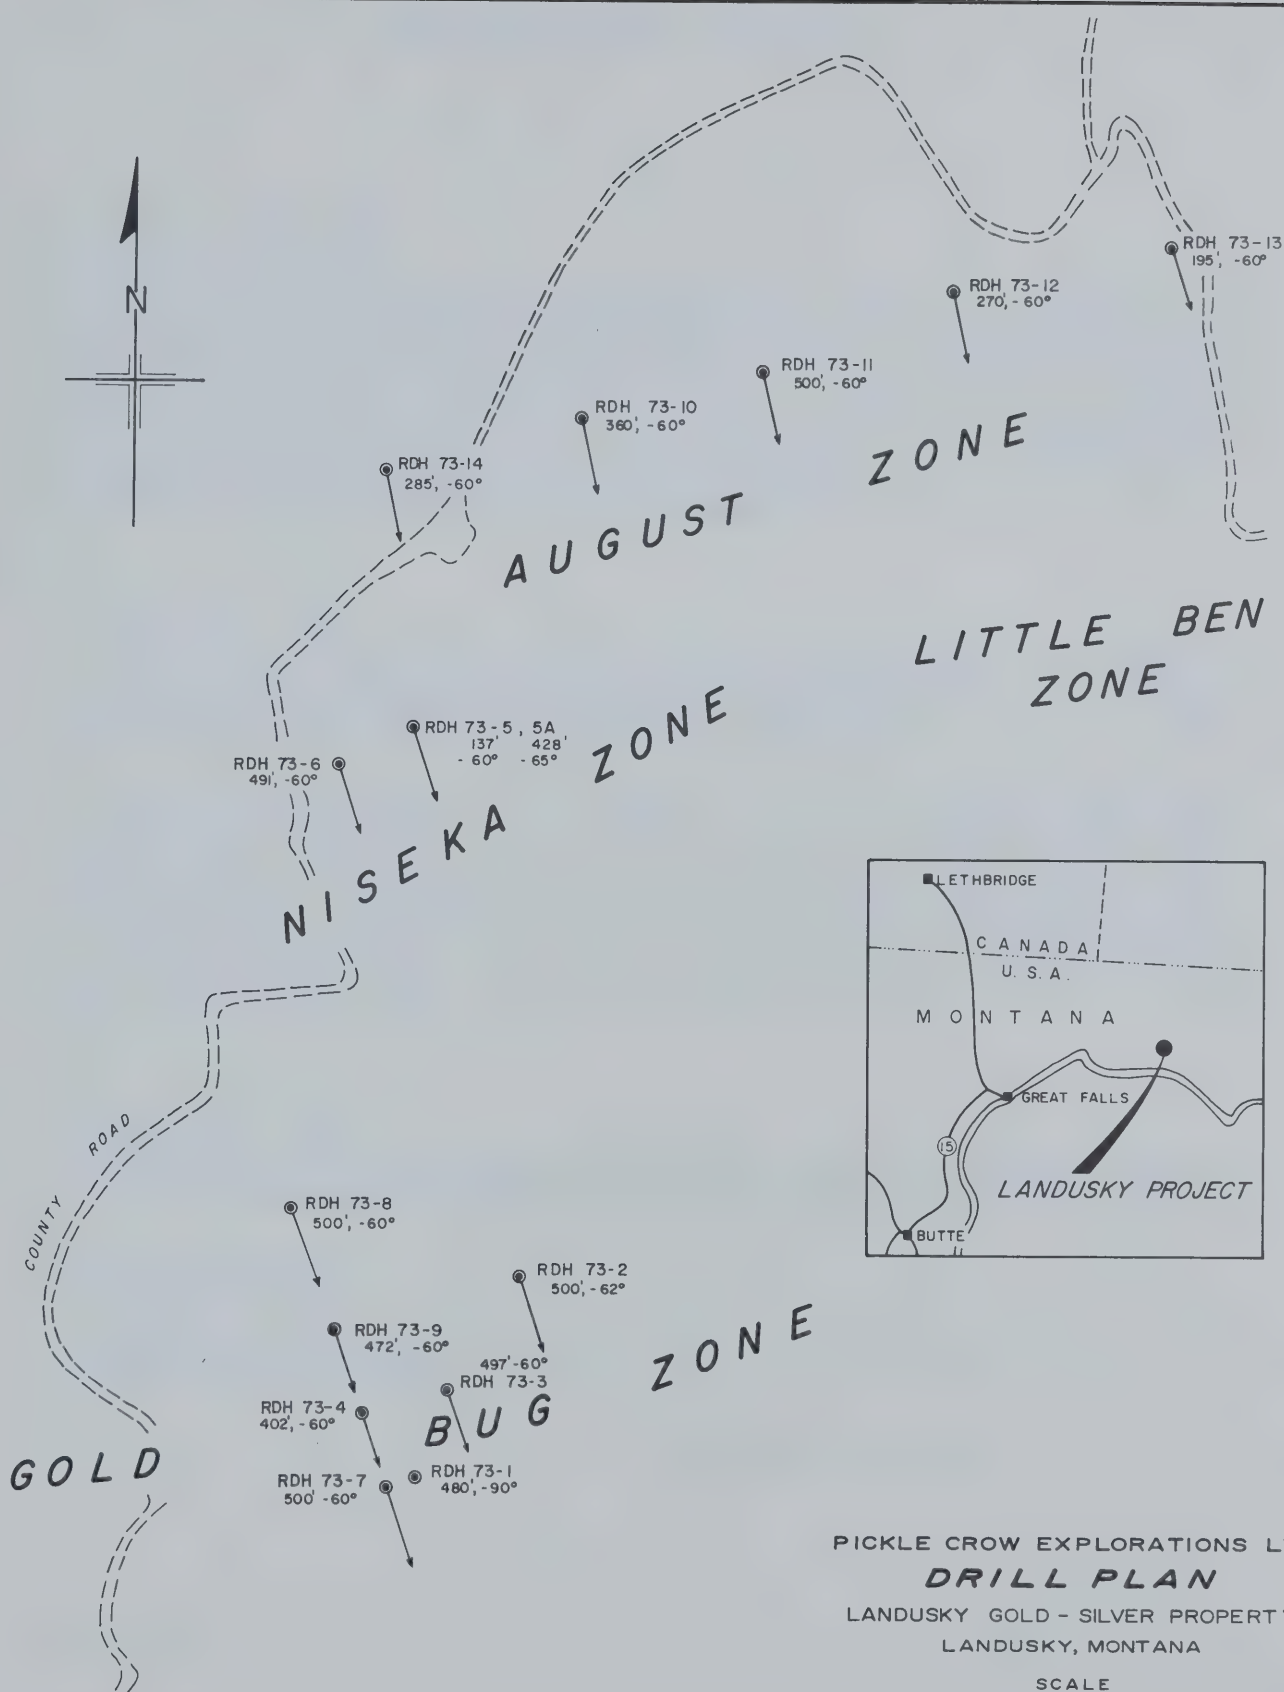 N
RDH 73-13
195', -60°
RDH 73-12
270', -60°
RDH 73-11
500', -60°
RDH 73-10
360', -60°
RDH 73-14
285', -60°
AUGUST ZONE
LITTLE BEN
ZONE
RDH 73-5, 5A
137' 428'
-60° -65°
RDH 73-6
491', -60°
NISEKA ZONE
LETHBRIDGE
CANADA
U.S.A.
MONTANA
GREAT FALLS
15
LANDUSKY PROJECT
BUTTE
COUNTY ROAD
RDH 73-8
500', -60°
RDH 73-2
500', -62°
RDH 73-9
472', -60°
497' -60°
RDH 73-3
RDH 73-4
402', -60°
GOLD BUG ZONE
RDH 73-1
480', -90°
RDH 73-7
500' -60°
PICKLE CROW EXPLORATIONS L
DRILL PLAN
LANDUSKY GOLD - SILVER PROPERT
LANDUSKY, MONTANA
SCALE